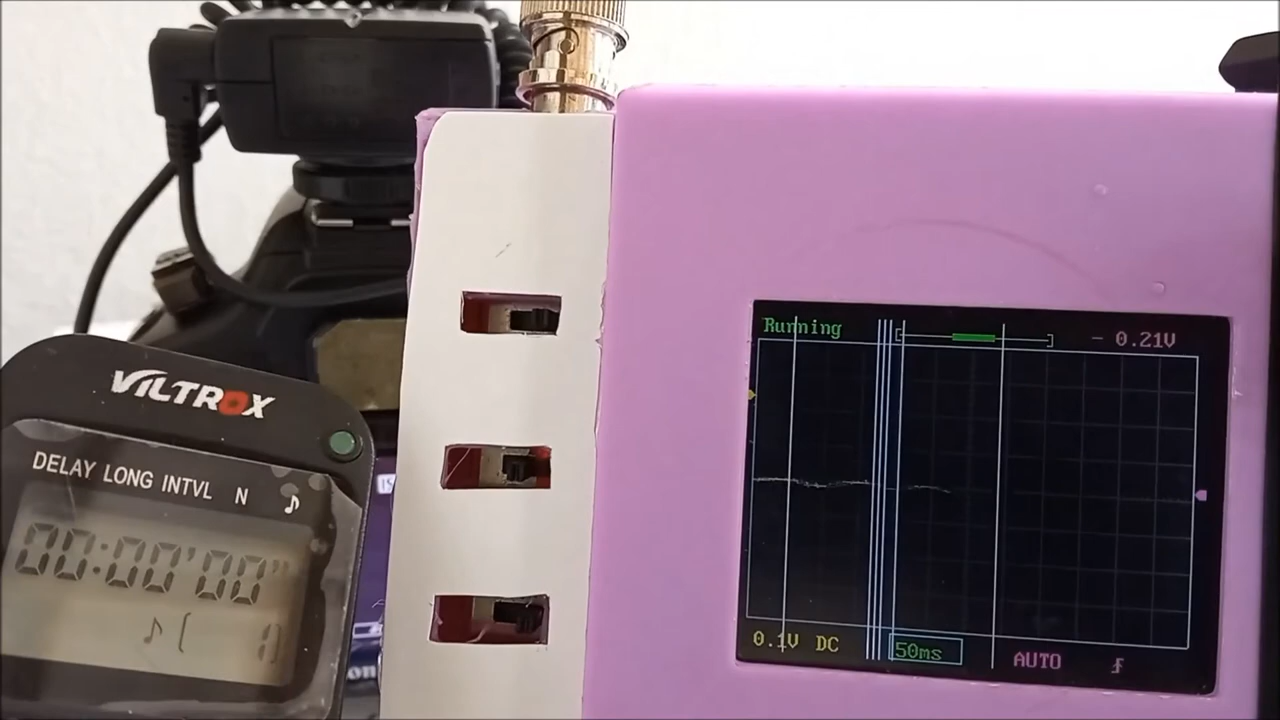 VILTROX
DELAY LONG INTVL N ♪
00:00'00"
Running
- 0.21V
0.1V DC
50ms
AUTO